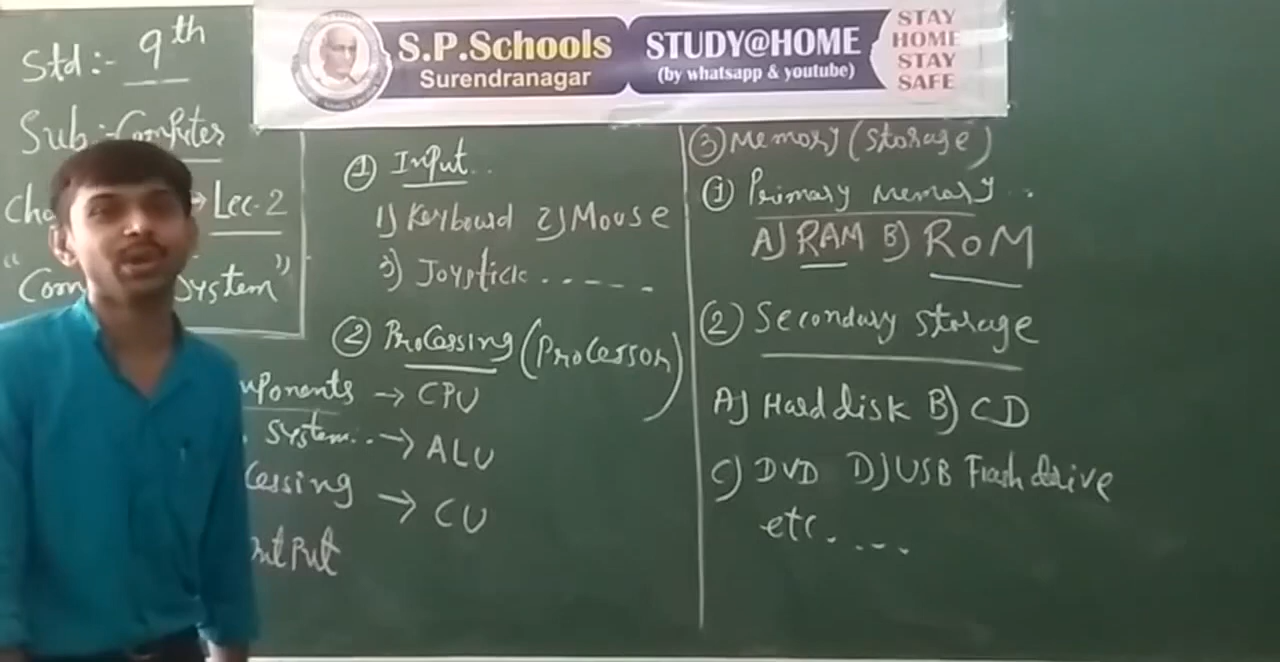 S.P.Schools
Surendranagar
STUDY@HOME
(by whatsapp & youtube)
STAY
HOME
STAY
SAFE
Std:- 9th
Sub:- Computer
→ Lec-2
System"
① Input..
1) Keyboard 2) Mouse
3) Joystick.....
② Processing (Processor)
→ CPU
→ ALU
→ CU
System..
③ Memory (Storage)
① Primary Memory...
A) RAM B) ROM
② Secondary Storage
A) Hard disk B) CD
C) DVD D) USB Flash drive
etc....